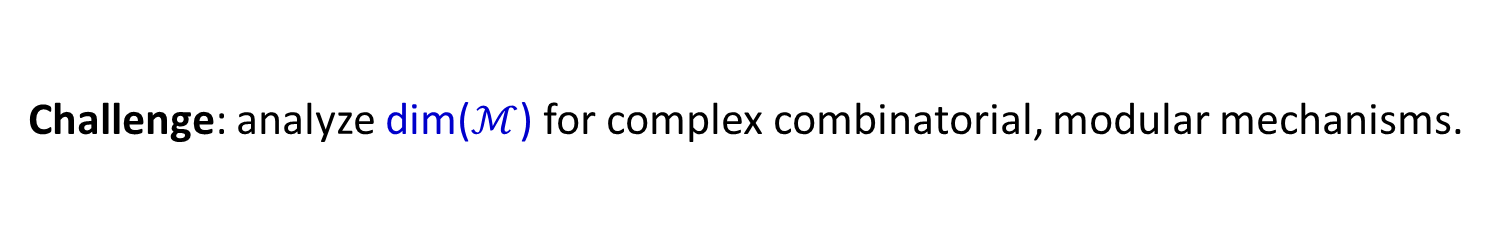 Challenge: analyze dim(ℳ) for complex combinatorial, modular mechanisms.